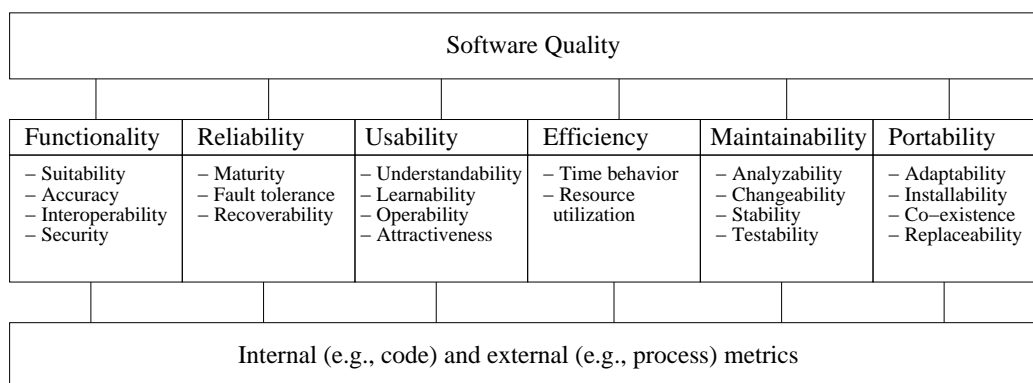 Software Quality
Functionality
– Suitability
– Accuracy
– Interoperability
– Security
Reliability
– Maturity
– Fault tolerance
– Recoverability
Usability
– Understandability
– Learnability
– Operability
– Attractiveness
Efficiency
– Time behavior
– Resource
utilization
Maintainability
– Analyzability
– Changeability
– Stability
– Testability
Portability
– Adaptability
– Installability
– Co–existence
– Replaceability
Internal (e.g., code) and external (e.g., process) metrics